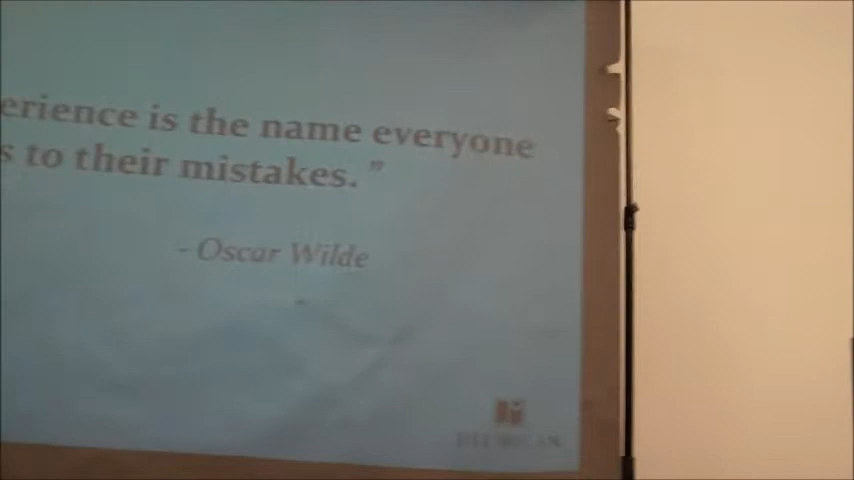 erience is the name everyone
s to their mistakes. ”
- Oscar Wilde